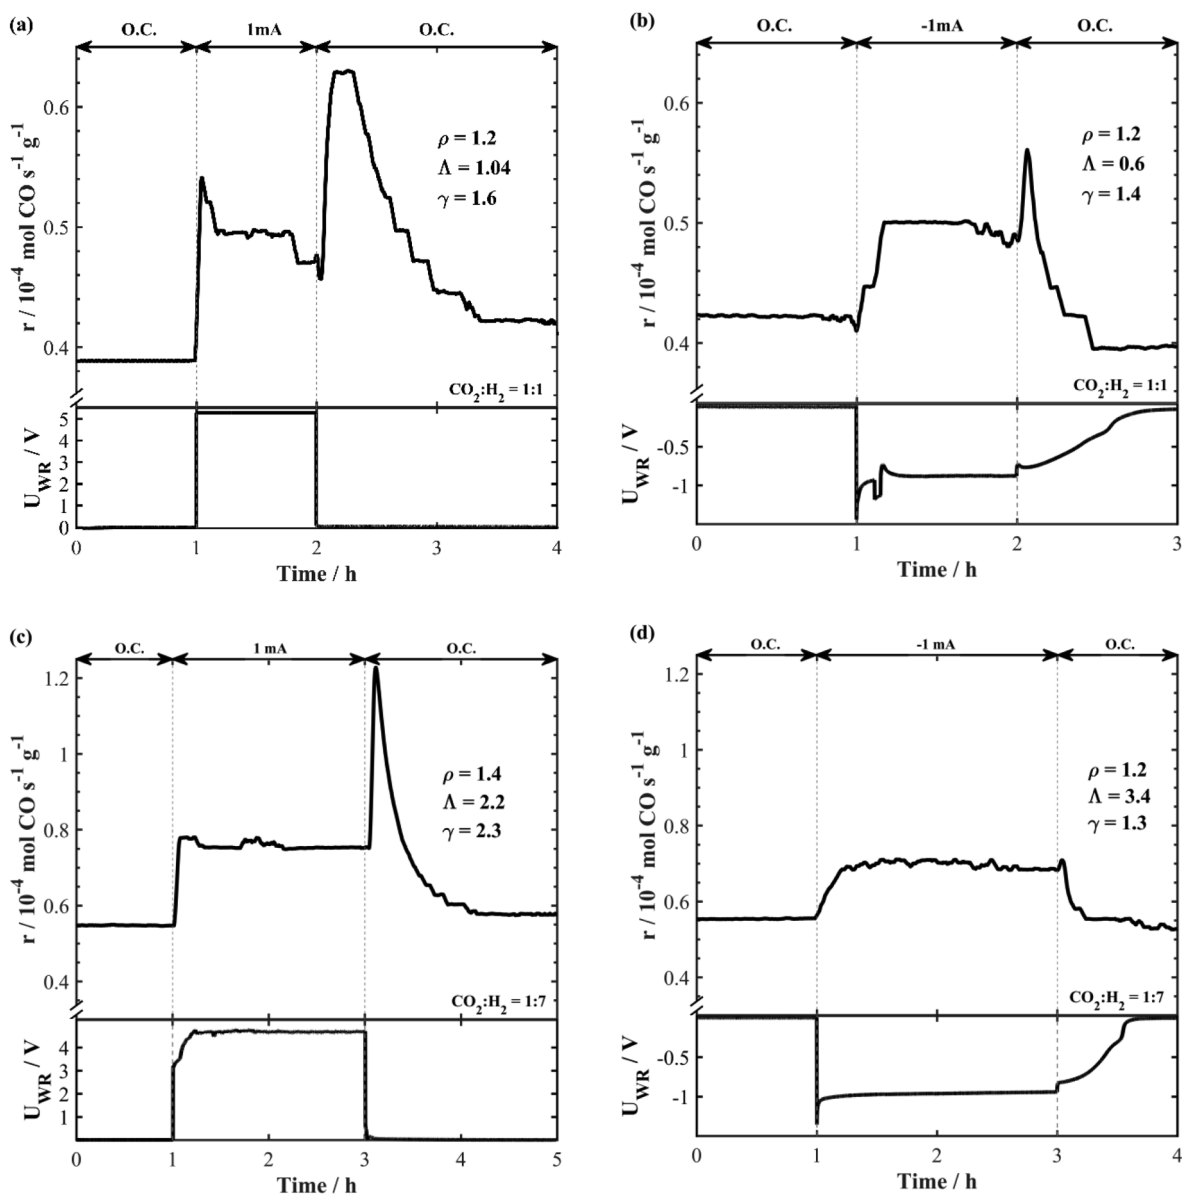 (a)
O.C. 1mA O.C.
r / 10⁻⁴ mol CO s⁻¹ g⁻¹
0.6
0.5
0.4
ρ = 1.2
Λ = 1.04
γ = 1.6
CO₂:H₂ = 1:1
U_WR / V
5
4
3
2
1
0
0 1 2 3 4
Time / h
(b)
O.C. -1mA O.C.
r / 10⁻⁴ mol CO s⁻¹ g⁻¹
0.6
0.5
0.4
ρ = 1.2
Λ = 0.6
γ = 1.4
CO₂:H₂ = 1:1
U_WR / V
-0.5
-1
0 1 2 3
Time / h
(c)
O.C. 1 mA O.C.
r / 10⁻⁴ mol CO s⁻¹ g⁻¹
1.2
1
0.8
0.6
0.4
ρ = 1.4
Λ = 2.2
γ = 2.3
CO₂:H₂ = 1:7
U_WR / V
4
3
2
1
0 1 2 3 4 5
Time / h
(d)
O.C. -1 mA O.C.
r / 10⁻⁴ mol CO s⁻¹ g⁻¹
1.2
1
0.8
0.6
0.4
ρ = 1.2
Λ = 3.4
γ = 1.3
CO₂:H₂ = 1:7
U_WR / V
-0.5
-1
0 1 2 3 4
Time / h